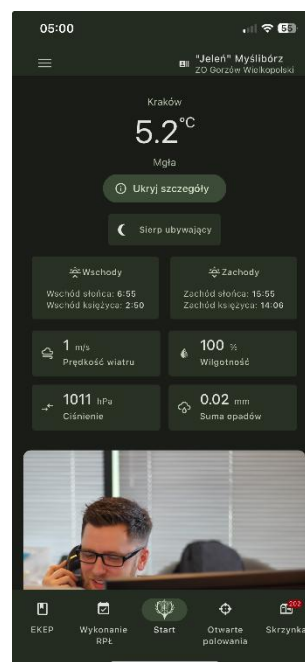 05:00
55
"Jeleń" Myślibórz
ZO Gorzów Wielkopolski
Kraków
5.2°C
Mgła
Ukryj szczegóły
Sierp ubywający
Wschody
Wschód słońca: 6:55
Wschód księżyca: 2:50
Zachody
Zachód słońca: 15:55
Zachód księżyca: 14:06
1 m/s
Prędkość wiatru
100 %
Wilgotność
1011 hPa
Ciśnienie
0.02 mm
Suma opadów
EKEP
Wykonanie
RPŁ
Start
Otwarte
polowania
202
Skrzynka